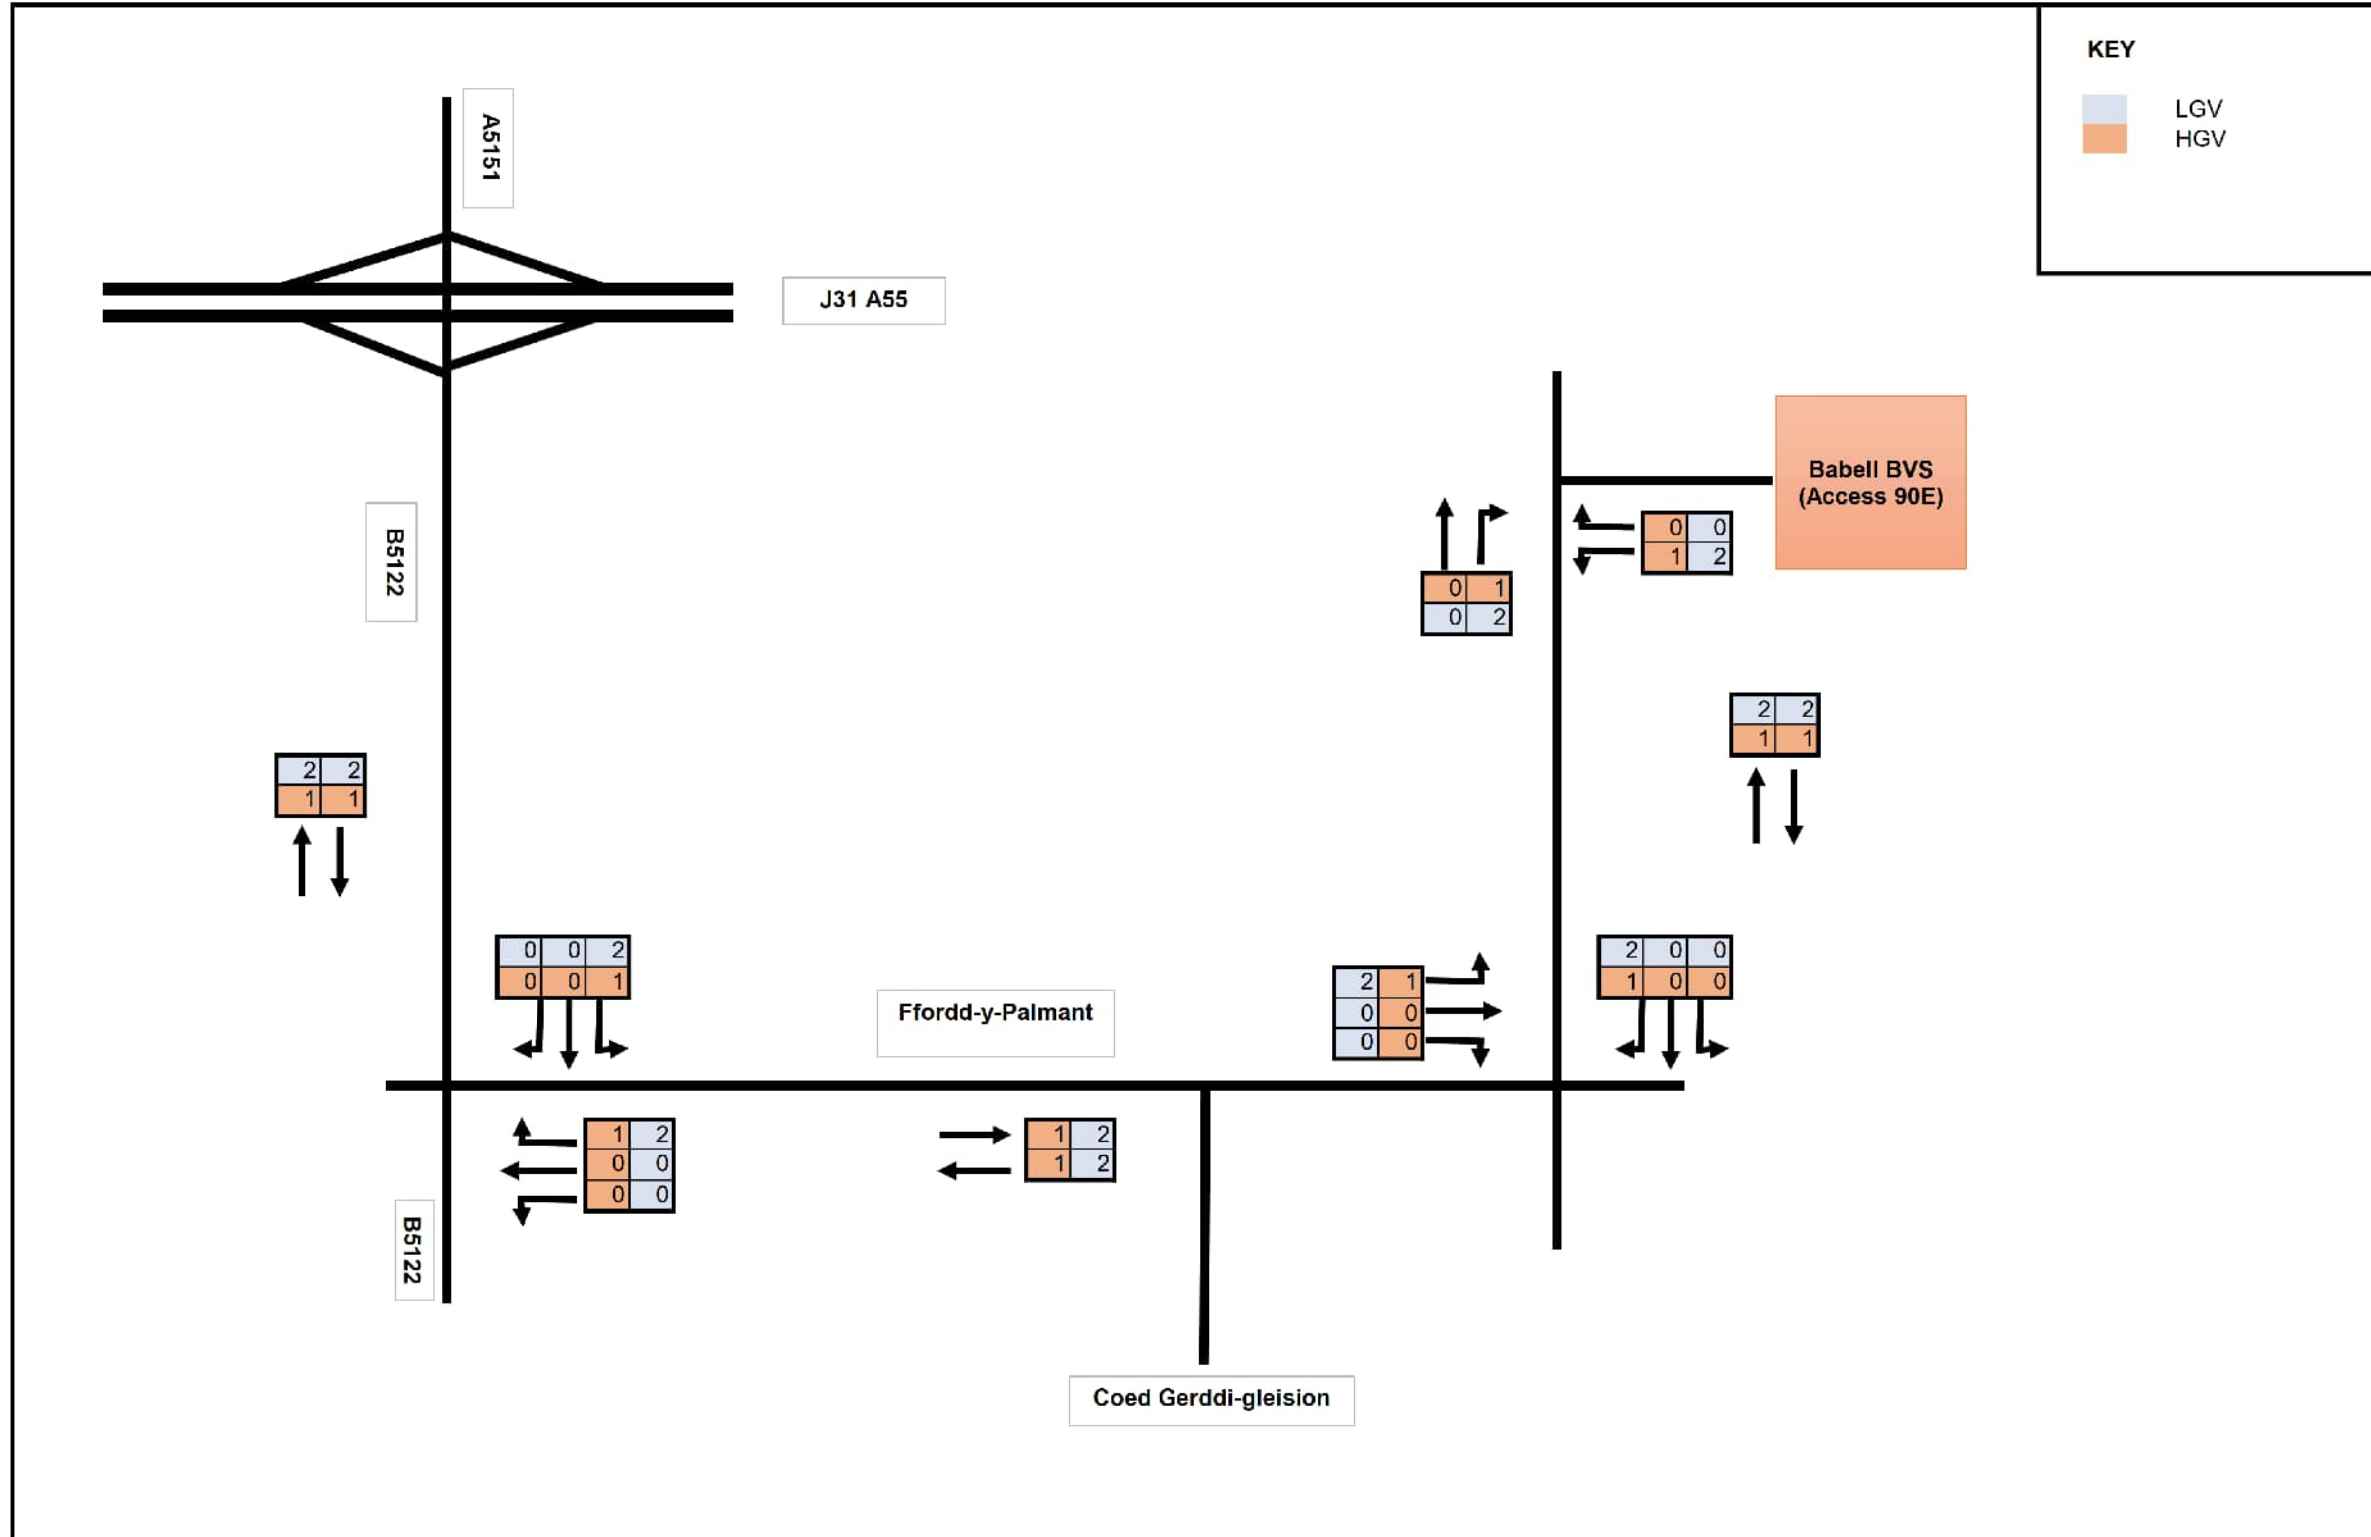 KEY
LGV
HGV
A5151
J31 A55
B5122
Babell BVS
(Access 90E)
0 0
1 2
0 1
0 2
2 2
1 1
2 2
1 1
0 0 2
0 0 1
Ffordd-y-Palmant
2 1
0 0
0 0
2 0 0
1 0 0
1 2
0 0
0 0
1 2
1 2
B5122
Coed Gerddi-gleision